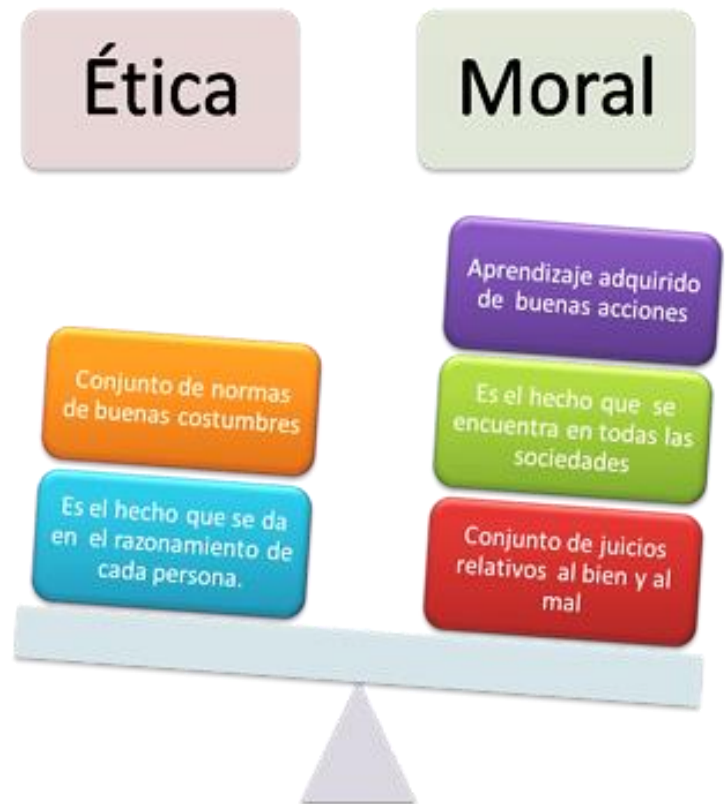 Ética
Moral
Conjunto de normas
de buenas costumbres
Es el hecho que se da
en el razonamiento de
cada persona.
Aprendizaje adquirido
de buenas acciones
Es el hecho que se
encuentra en todas las
sociedades
Conjunto de juicios
relativos al bien y al
mal